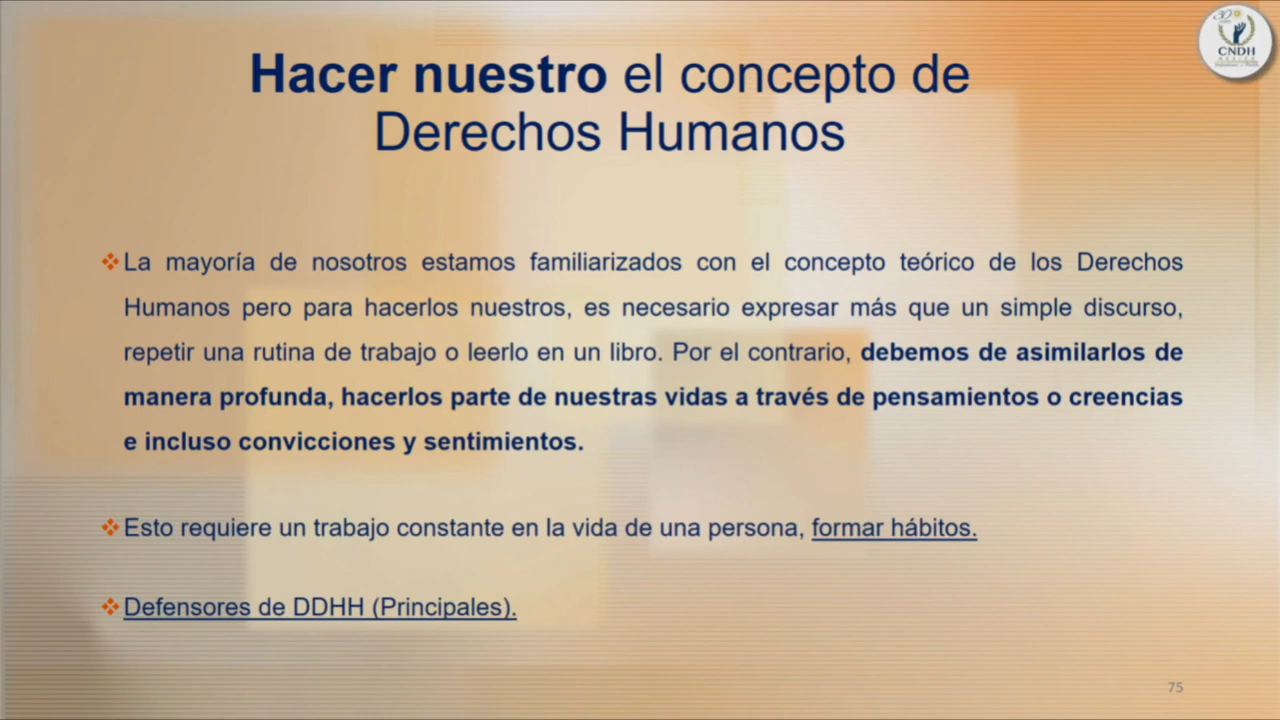 Hacer nuestro el concepto de
Derechos Humanos
CNDH
MÉXICO
La mayoría de nosotros estamos familiarizados con el concepto teórico de los Derechos
Humanos pero para hacerlos nuestros, es necesario expresar más que un simple discurso,
repetir una rutina de trabajo o leerlo en un libro. Por el contrario, debemos de asimilarlos de
manera profunda, hacerlos parte de nuestras vidas a través de pensamientos o creencias
e incluso convicciones y sentimientos.
Esto requiere un trabajo constante en la vida de una persona, formar hábitos.
Defensores de DDHH (Principales).
75